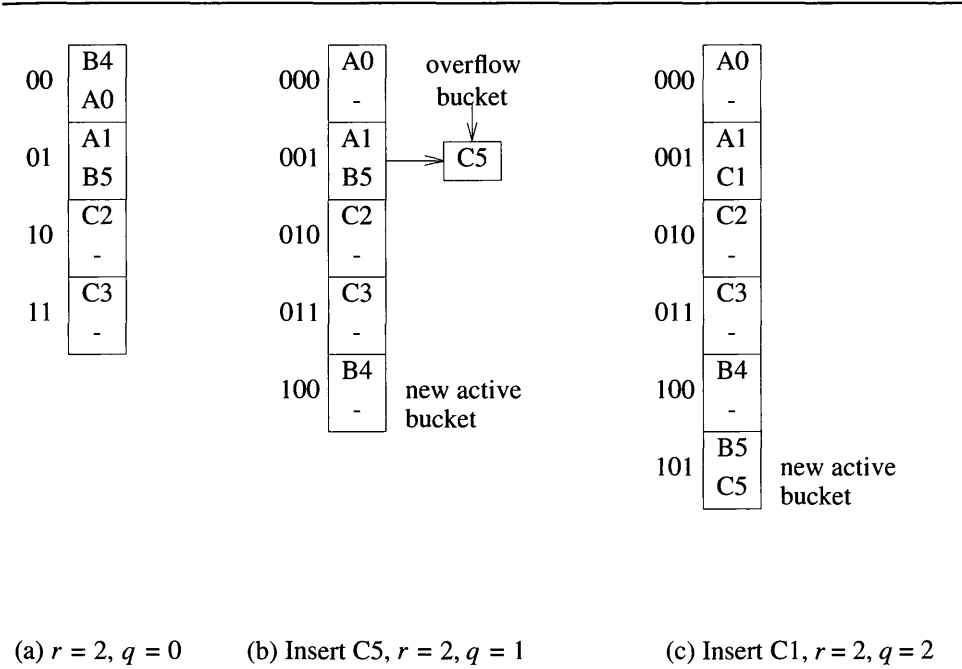 00
B4
A0
01
A1
B5
10
C2
-
11
C3
-
000
A0
-
001
A1
B5
010
C2
-
011
C3
-
100
B4
-
overflow
bucket
C5
new active
bucket
000
A0
-
001
A1
C1
010
C2
-
011
C3
-
100
B4
-
101
B5
C5
new active
bucket
(a) r = 2, q = 0
(b) Insert C5, r = 2, q = 1
(c) Insert C1, r = 2, q = 2